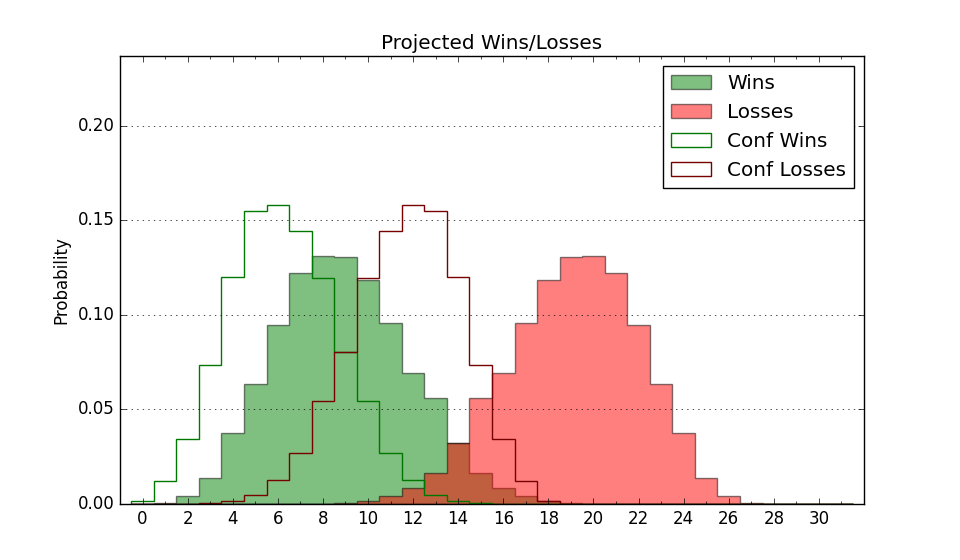 Projected Wins/Losses
Wins
Losses
Conf Wins
Conf Losses
Probability
0.20
0.15
0.10
0.05
0.00
0 2 4 6 8 10 12 14 16 18 20 22 24 26 28 30